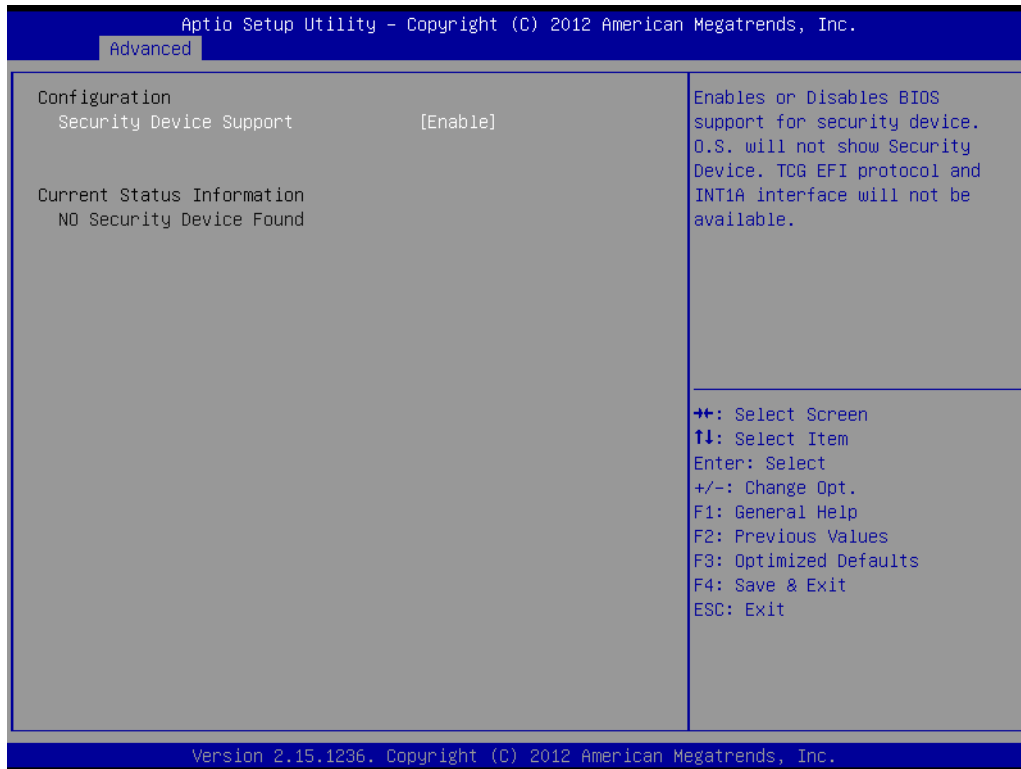 Aptio Setup Utility – Copyright (C) 2012 American Megatrends, Inc.
Advanced
Configuration
Security Device Support [Enable]
Current Status Information
NO Security Device Found
Enables or Disables BIOS
support for security device.
O.S. will not show Security
Device. TCG EFI protocol and
INT1A interface will not be
available.
→←: Select Screen
↑↓: Select Item
Enter: Select
+/-: Change Opt.
F1: General Help
F2: Previous Values
F3: Optimized Defaults
F4: Save & Exit
ESC: Exit
Version 2.15.1236. Copyright (C) 2012 American Megatrends, Inc.